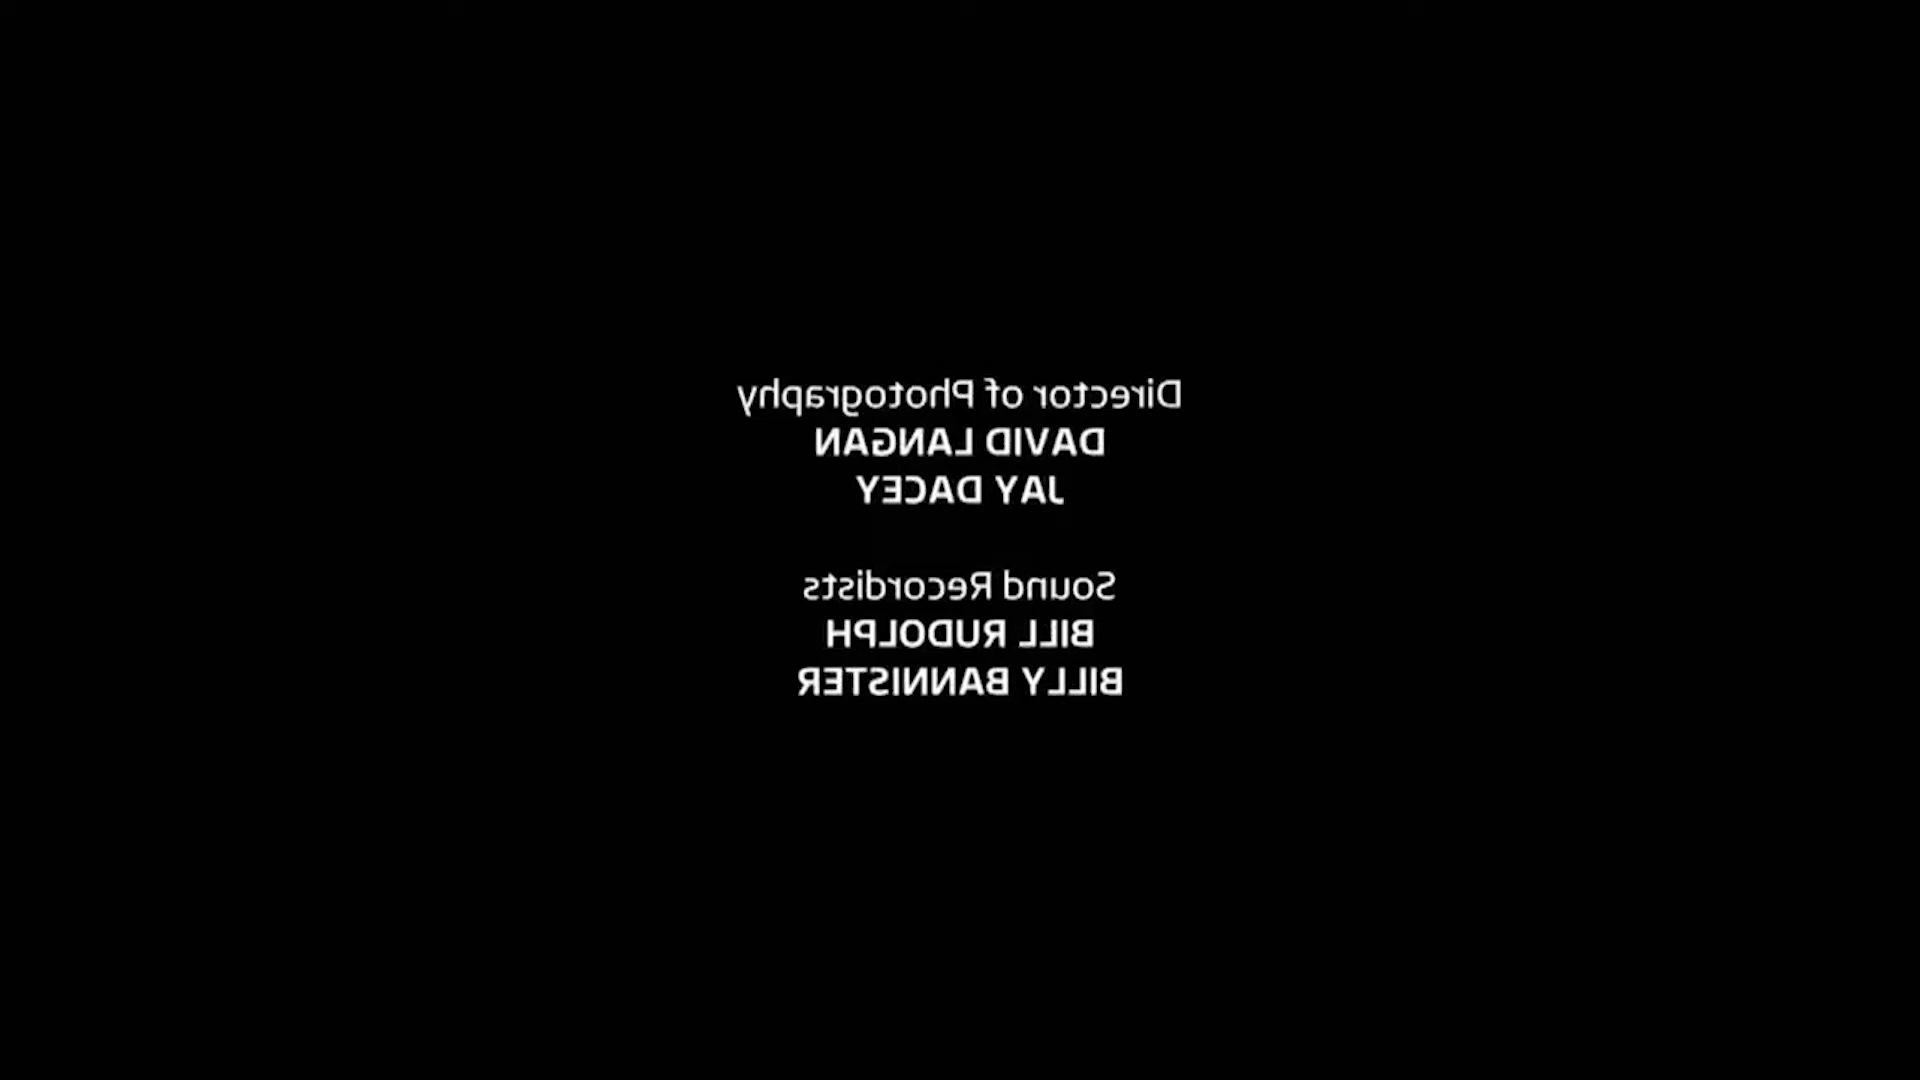 Director of Photography
DAVID LANGAN
JAY DACEY
Sound Recordists
BILL RUDOLPH
BILLY BANNISTER